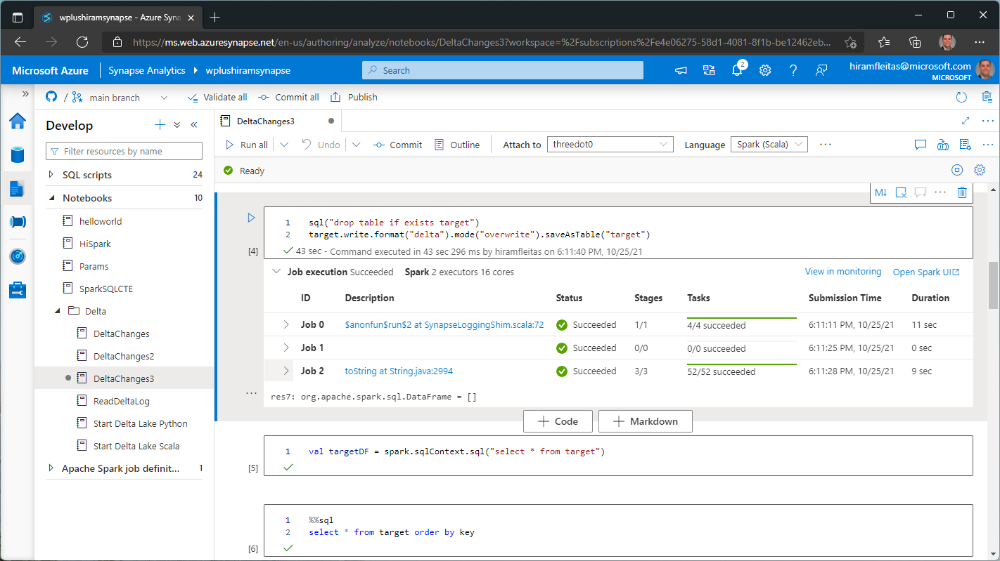 wplushiramsynapse - Azure Syna
https://ms.web.azuresynapse.net/en-us/authoring/analyze/notebooks/DeltaChanges3?workspace=%2Fsubscriptions%2Fe4e06275-58d1-4081-8f1b-be12462eb...
Microsoft Azure Synapse Analytics wplushiramsynapse Search 2 hiramfleitas@microsoft.com
MICROSOFT
/ main branch Validate all Commit all Publish
Develop
Filter resources by name
SQL scripts 24
Notebooks 10
helloworld
HiSpark
Params
SparkSQLCTE
Delta
DeltaChanges
DeltaChanges2
DeltaChanges3
ReadDeltaLog
Start Delta Lake Python
Start Delta Lake Scala
Apache Spark job definit... 1
DeltaChanges3
Run all Undo Commit Outline Attach to threedot0 Language Spark (Scala)
Ready
M↓
1 sql("drop table if exists target")
2 target.write.format("delta").mode("overwrite").saveAsTable("target")
[4] 43 sec - Command executed in 43 sec 296 ms by hiramfleitas on 6:11:40 PM, 10/25/21
Job execution Succeeded Spark 2 executors 16 cores View in monitoring Open Spark UI
ID Description Status Stages Tasks Submission Time Duration
Job 0 $anonfun$run$2 at SynapseLoggingShim.scala:72 Succeeded 1/1 4/4 succeeded 6:11:11 PM, 10/25/21 11 sec
Job 1 Succeeded 0/0 0/0 succeeded 6:11:25 PM, 10/25/21 0 sec
Job 2 toString at String.java:2994 Succeeded 3/3 52/52 succeeded 6:11:28 PM, 10/25/21 9 sec
... res7: org.apache.spark.sql.DataFrame = []
+ Code + Markdown
1 val targetDF = spark.sqlContext.sql("select * from target")
[5]
1 %%sql
2 select * from target order by key
[6]